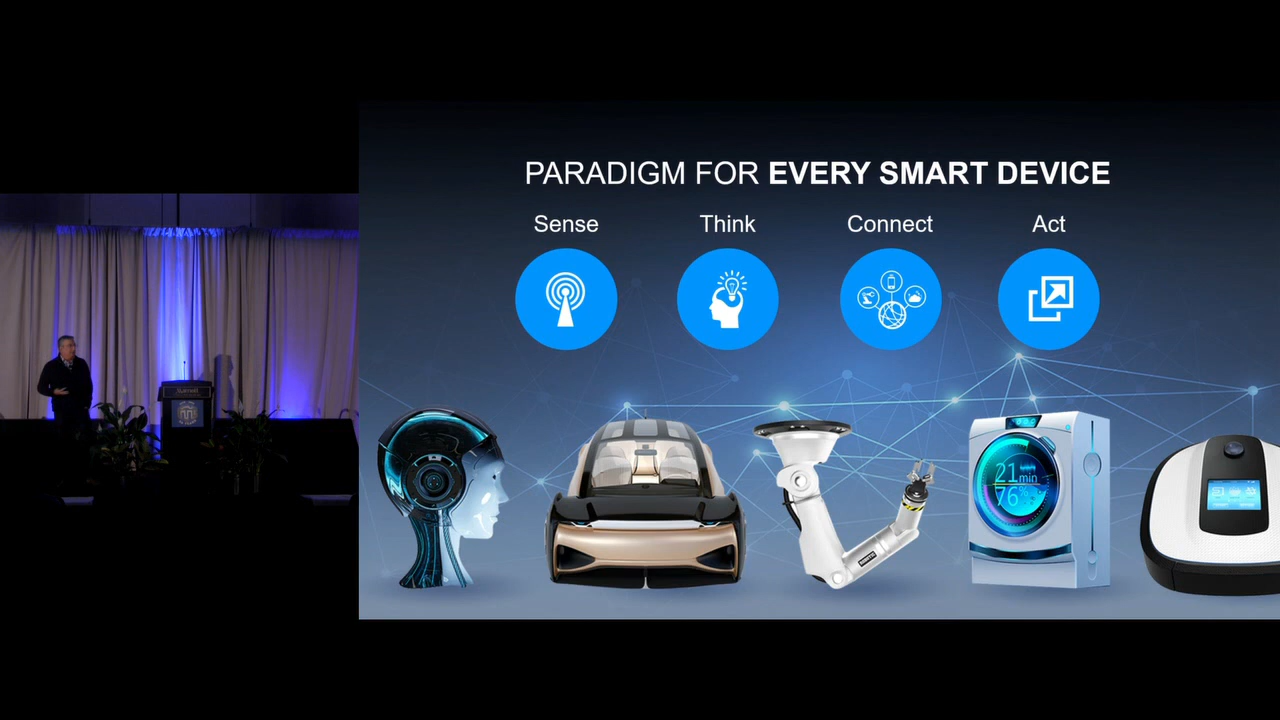 PARADIGM FOR EVERY SMART DEVICE
Sense
Think
Connect
Act
21 min
76%